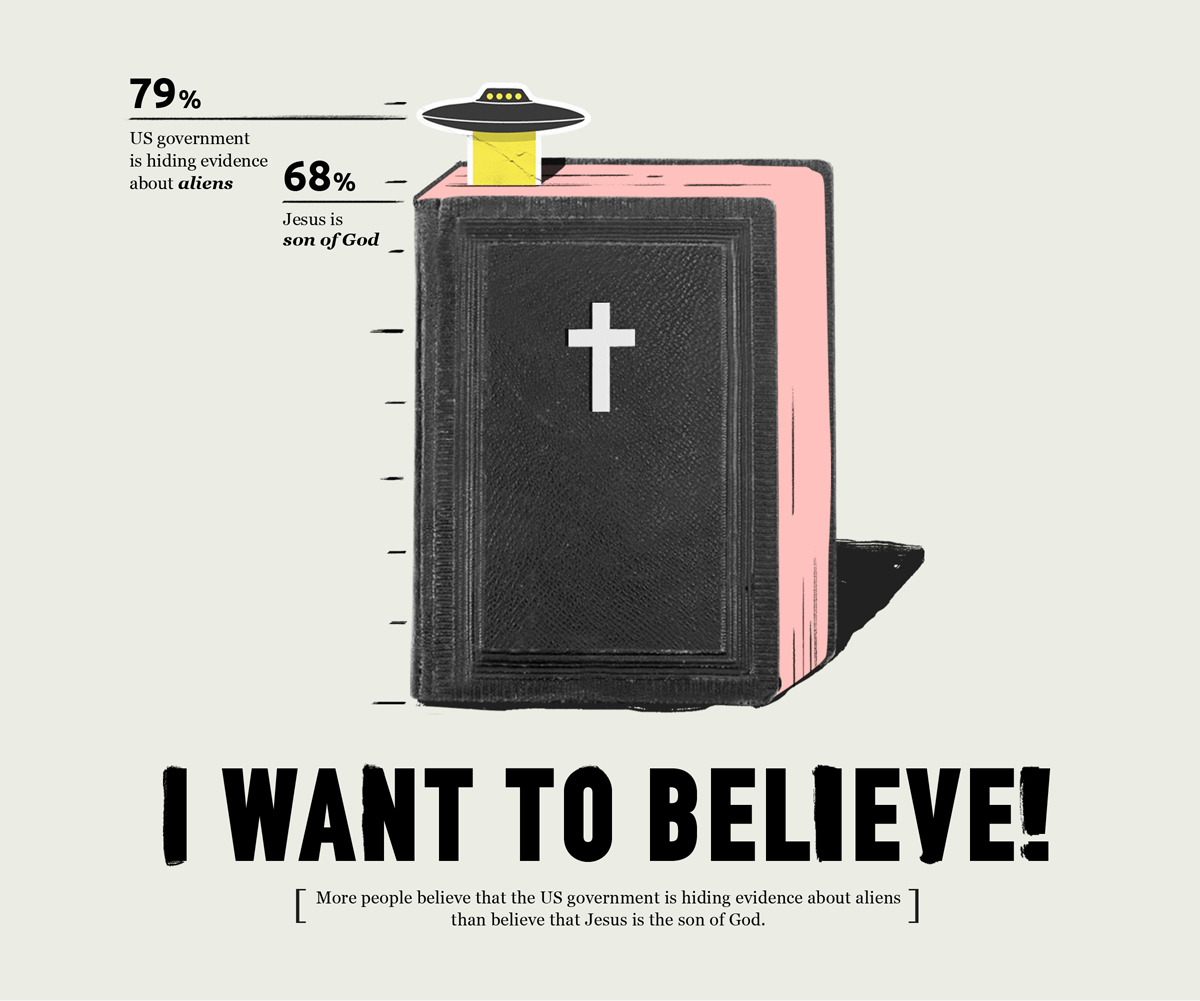 79%
US government
is hiding evidence
about aliens
68%
Jesus is
son of God
I WANT TO BELIEVE!
[ More people believe that the US government is hiding evidence about aliens
than believe that Jesus is the son of God. ]